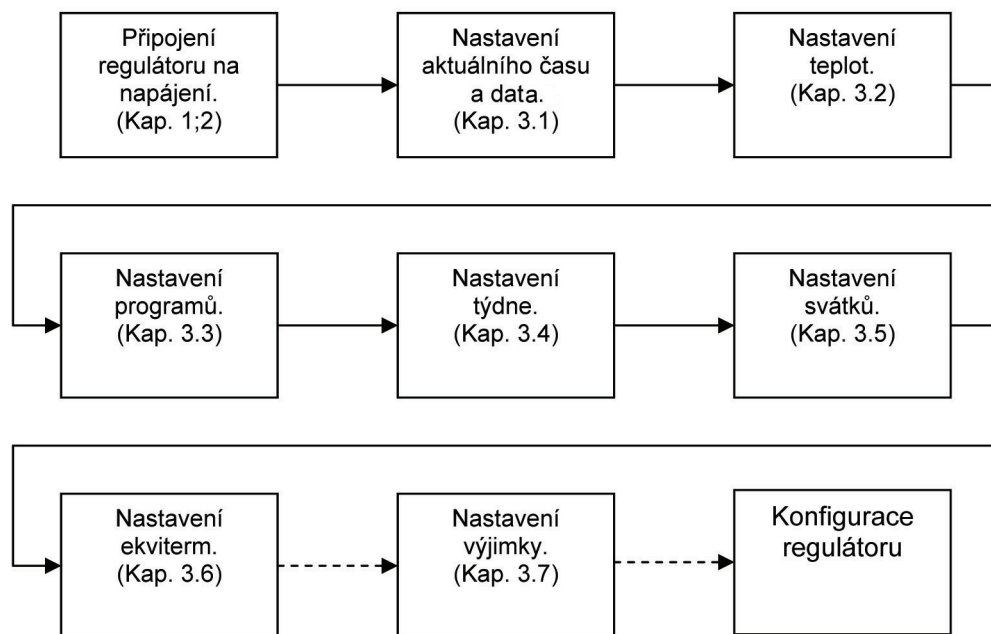 Připojení
regulátoru na
napájení.
(Kap. 1;2)
Nastavení
aktuálního času
a data.
(Kap. 3.1)
Nastavení
teplot.
(Kap. 3.2)
Nastavení
programů.
(Kap. 3.3)
Nastavení
týdne.
(Kap. 3.4)
Nastavení
svátků.
(Kap. 3.5)
Nastavení
ekviterm.
(Kap. 3.6)
Nastavení
výjimky.
(Kap. 3.7)
Konfigurace
regulátoru